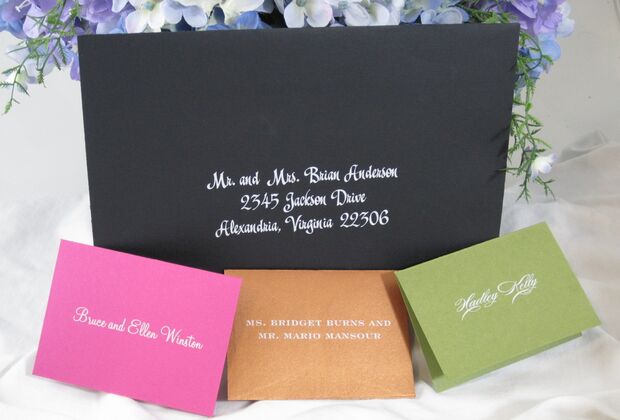 Mr. and Mrs. Brian Anderson
2345 Jackson Drive
Alexandria, Virginia 22306
Bruce and Ellen Winston
MS. BRIDGET BURNS AND
MR. MARIO MANSOUR
Hadley Kelly